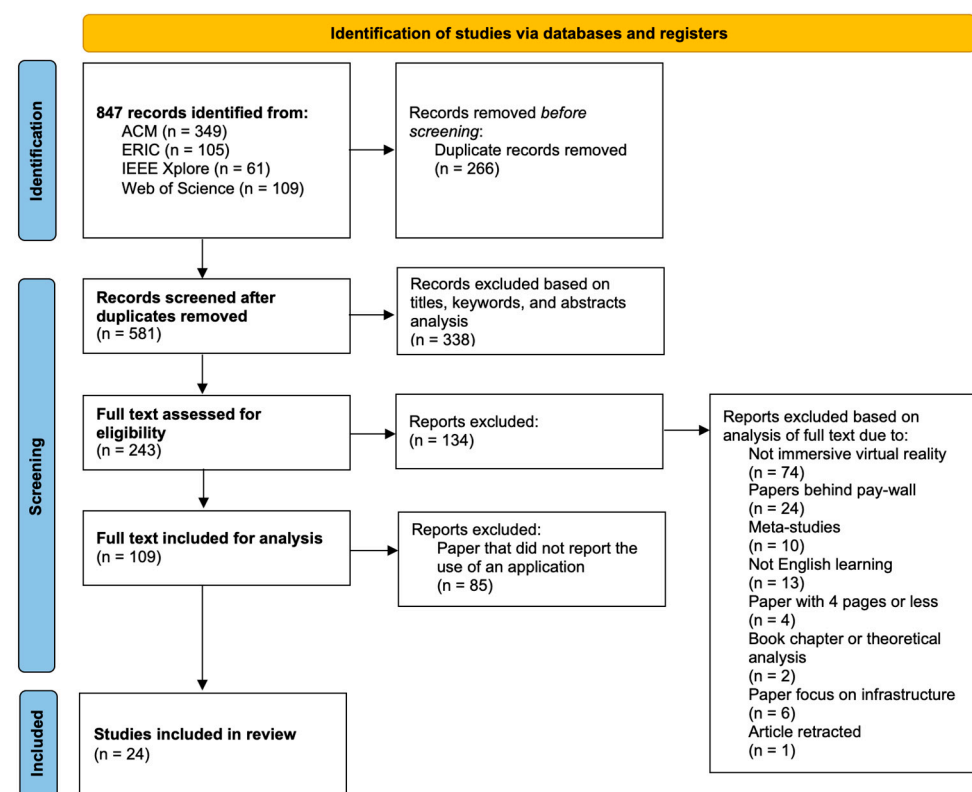 Identification of studies via databases and registers
Identification
847 records identified from:
ACM (n = 349)
ERIC (n = 105)
IEEE Xplore (n = 61)
Web of Science (n = 109)
Records removed before
screening:
Duplicate records removed
(n = 266)
Screening
Records screened after
duplicates removed
(n = 581)
Records excluded based on
titles, keywords, and abstracts
analysis
(n = 338)
Full text assessed for
eligibility
(n = 243)
Reports excluded:
(n = 134)
Reports excluded based on
analysis of full text due to:
Not immersive virtual reality
(n = 74)
Papers behind pay-wall
(n = 24)
Meta-studies
(n = 10)
Not English learning
(n = 13)
Paper with 4 pages or less
(n = 4)
Book chapter or theoretical
analysis
(n = 2)
Paper focus on infrastructure
(n = 6)
Article retracted
(n = 1)
Full text included for analysis
(n = 109)
Reports excluded:
Paper that did not report the
use of an application
(n = 85)
Included
Studies included in review
(n = 24)